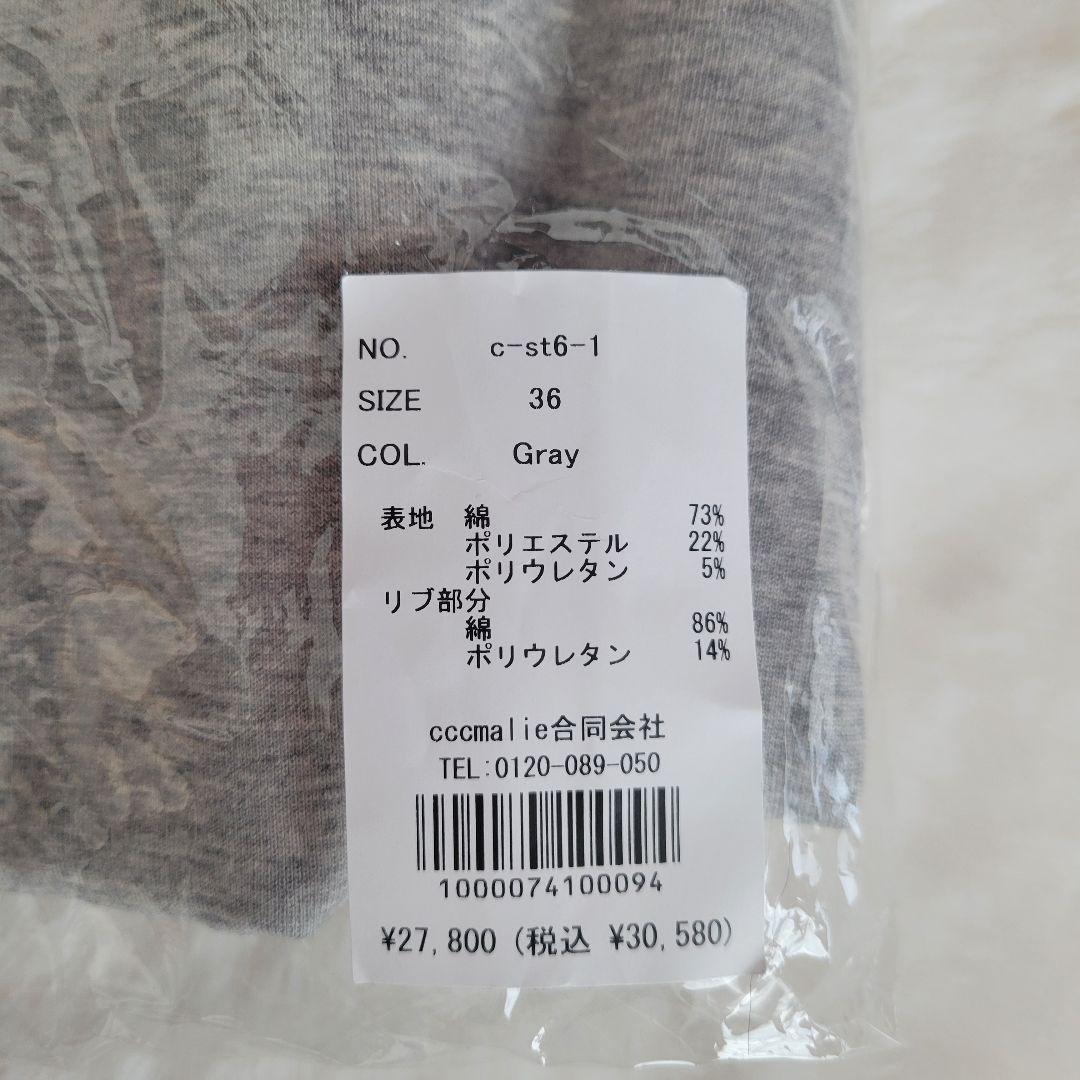 NO. c-st6-1
SIZE 36
COL. Gray
表地 綿 73%
ポリエステル 22%
ポリウレタン 5%
リブ部分
綿 86%
ポリウレタン 14%
cccmalie合同会社
TEL:0120-089-050
1000074100094
¥27,800 (税込 ¥30,580)